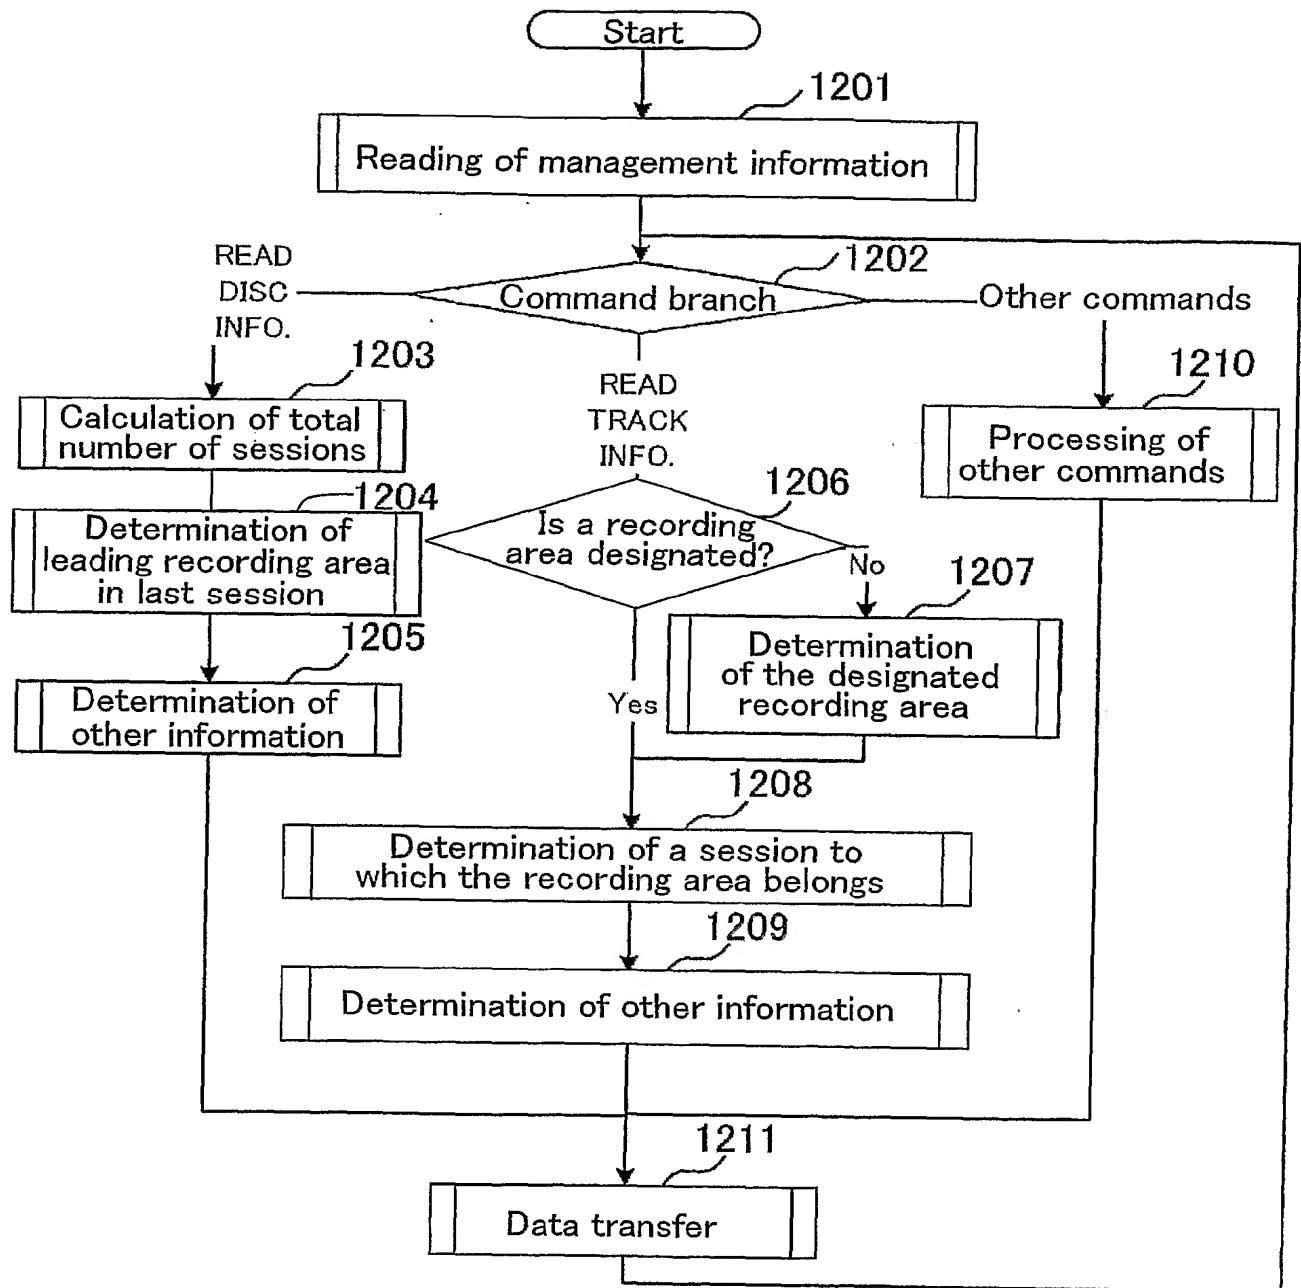 Start
1201
Reading of management information
1202
READ
DISC
INFO.
Command branch
Other commands
1203
Calculation of total
number of sessions
READ
TRACK
INFO.
1210
Processing of
other commands
1204
Determination of
leading recording area
in last session
1206
Is a recording
area designated?
No
1207
Determination
of the designated
recording area
Yes
1205
Determination of
other information
1208
Determination of a session to
which the recording area belongs
1209
Determination of other information
1211
Data transfer